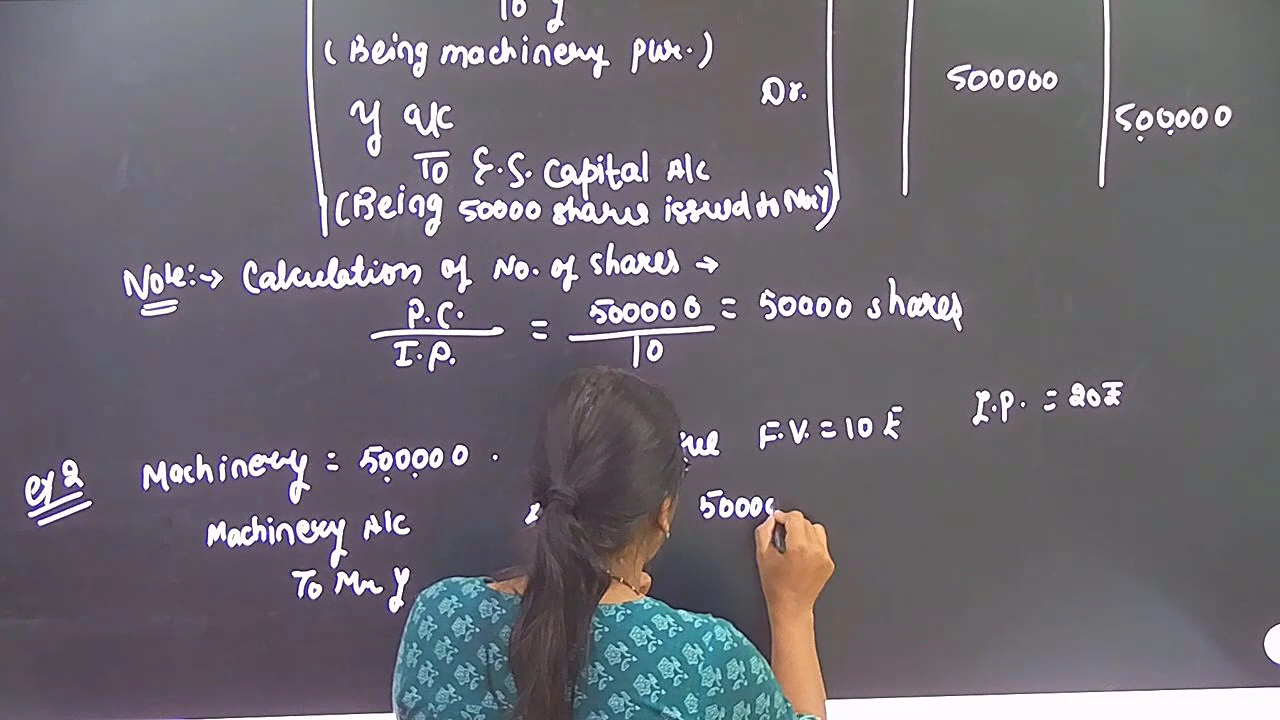 To y
(Being machinery pur.)
Dr. 500000
y a/c
500000
To E.S. Capital A/c
(Being 50000 shares issued to Mr Y)
Note:→ Calculation of No. of shares →
P.C. / I.P. = 500000 / 10 = 50000 shares
ex 2 Machinery = 500000. F.V. = 10 ₹ I.P. = 20₹
Machinery A/c 5000
To Mr Y